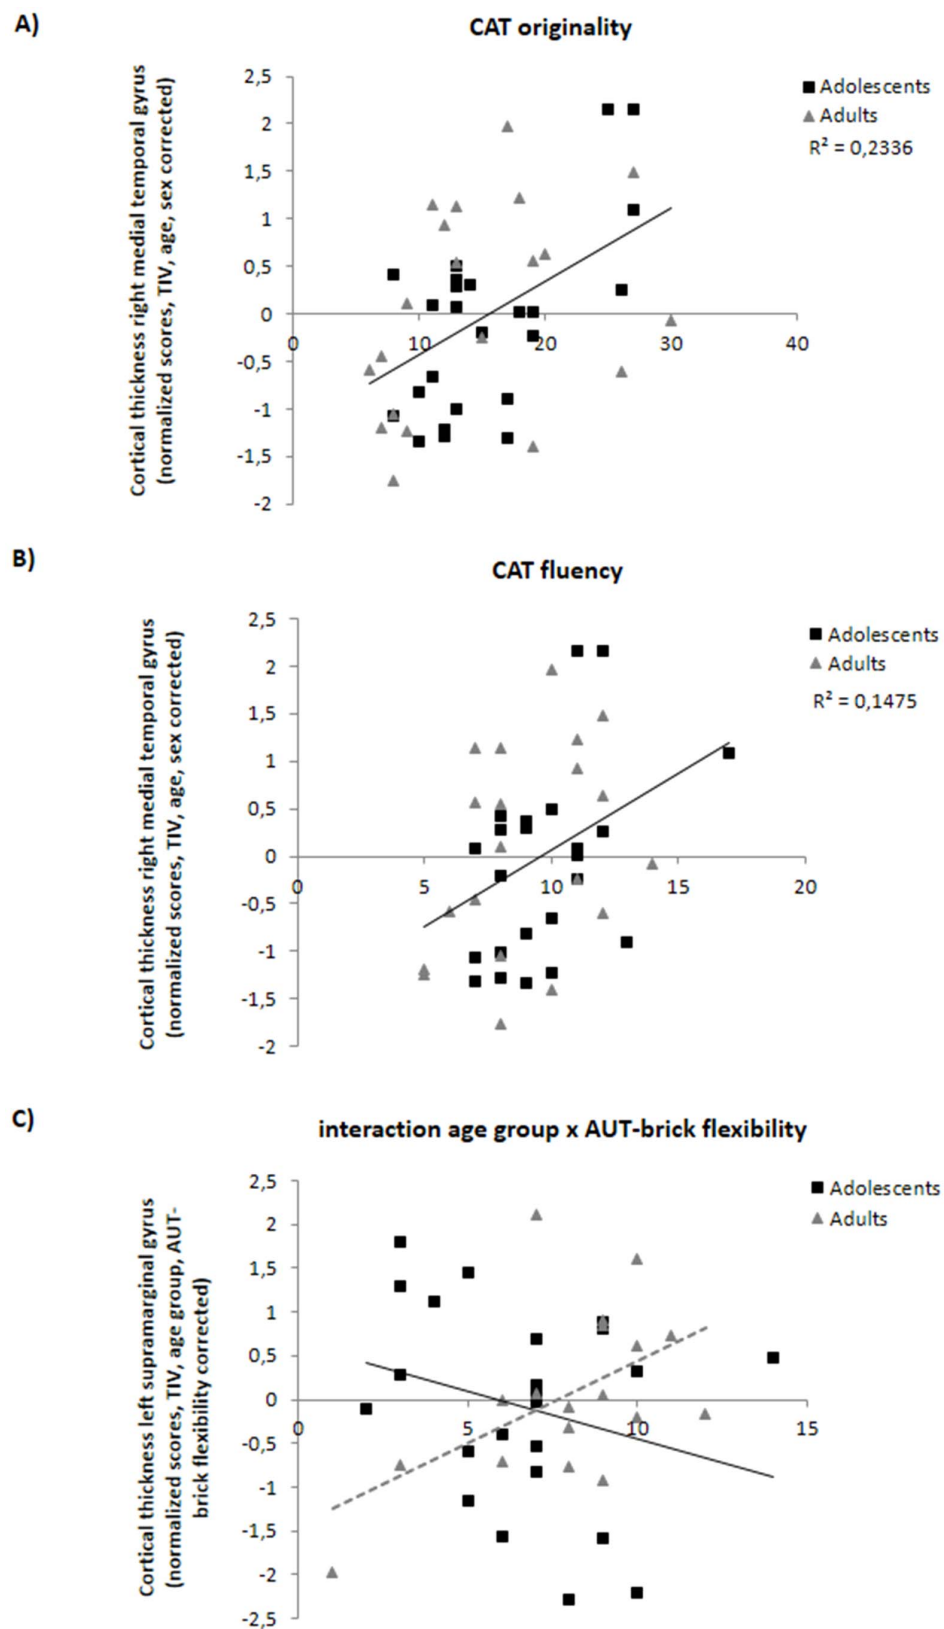 A)
CAT originality
Cortical thickness right medial temporal gyrus
(normalized scores, TIV, age, sex corrected)
2,5
2
1,5
1
0,5
0
-0,5
-1
-1,5
-2
0
10
20
30
40
Adolescents
Adults
R² = 0,2336
B)
CAT fluency
Cortical thickness right medial temporal gyrus
(normalized scores, TIV, age, sex corrected)
2,5
2
1,5
1
0,5
0
-0,5
-1
-1,5
-2
0
5
10
15
20
Adolescents
Adults
R² = 0,1475
C)
interaction age group x AUT-brick flexibility
Cortical thickness left supramarginal gyrus
(normalized scores, TIV, age group, AUT-
brick flexibility corrected)
2,5
2
1,5
1
0,5
0
-0,5
-1
-1,5
-2
-2,5
0
5
10
15
Adolescents
Adults